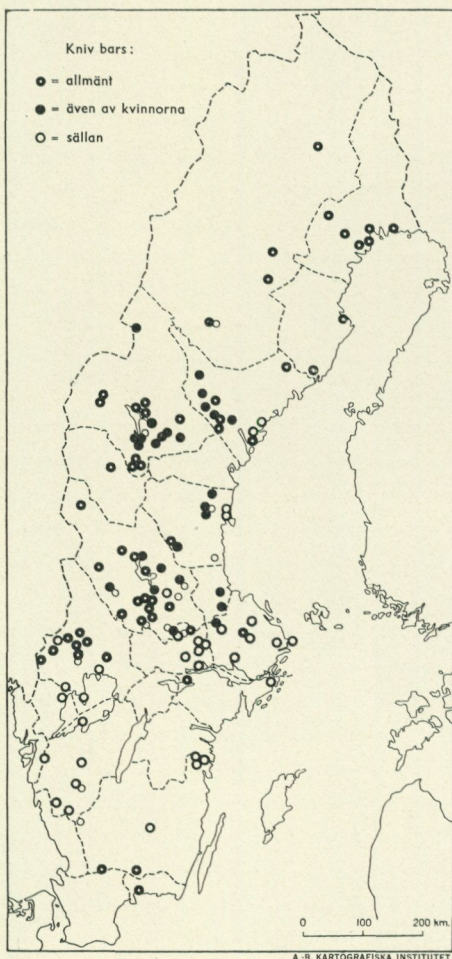 Kniv bars :
= allmänt
= även av kvinnorna
= sällan
0 100 200 km.
A.-B. KARTOGRAFISKA INSTITUTET